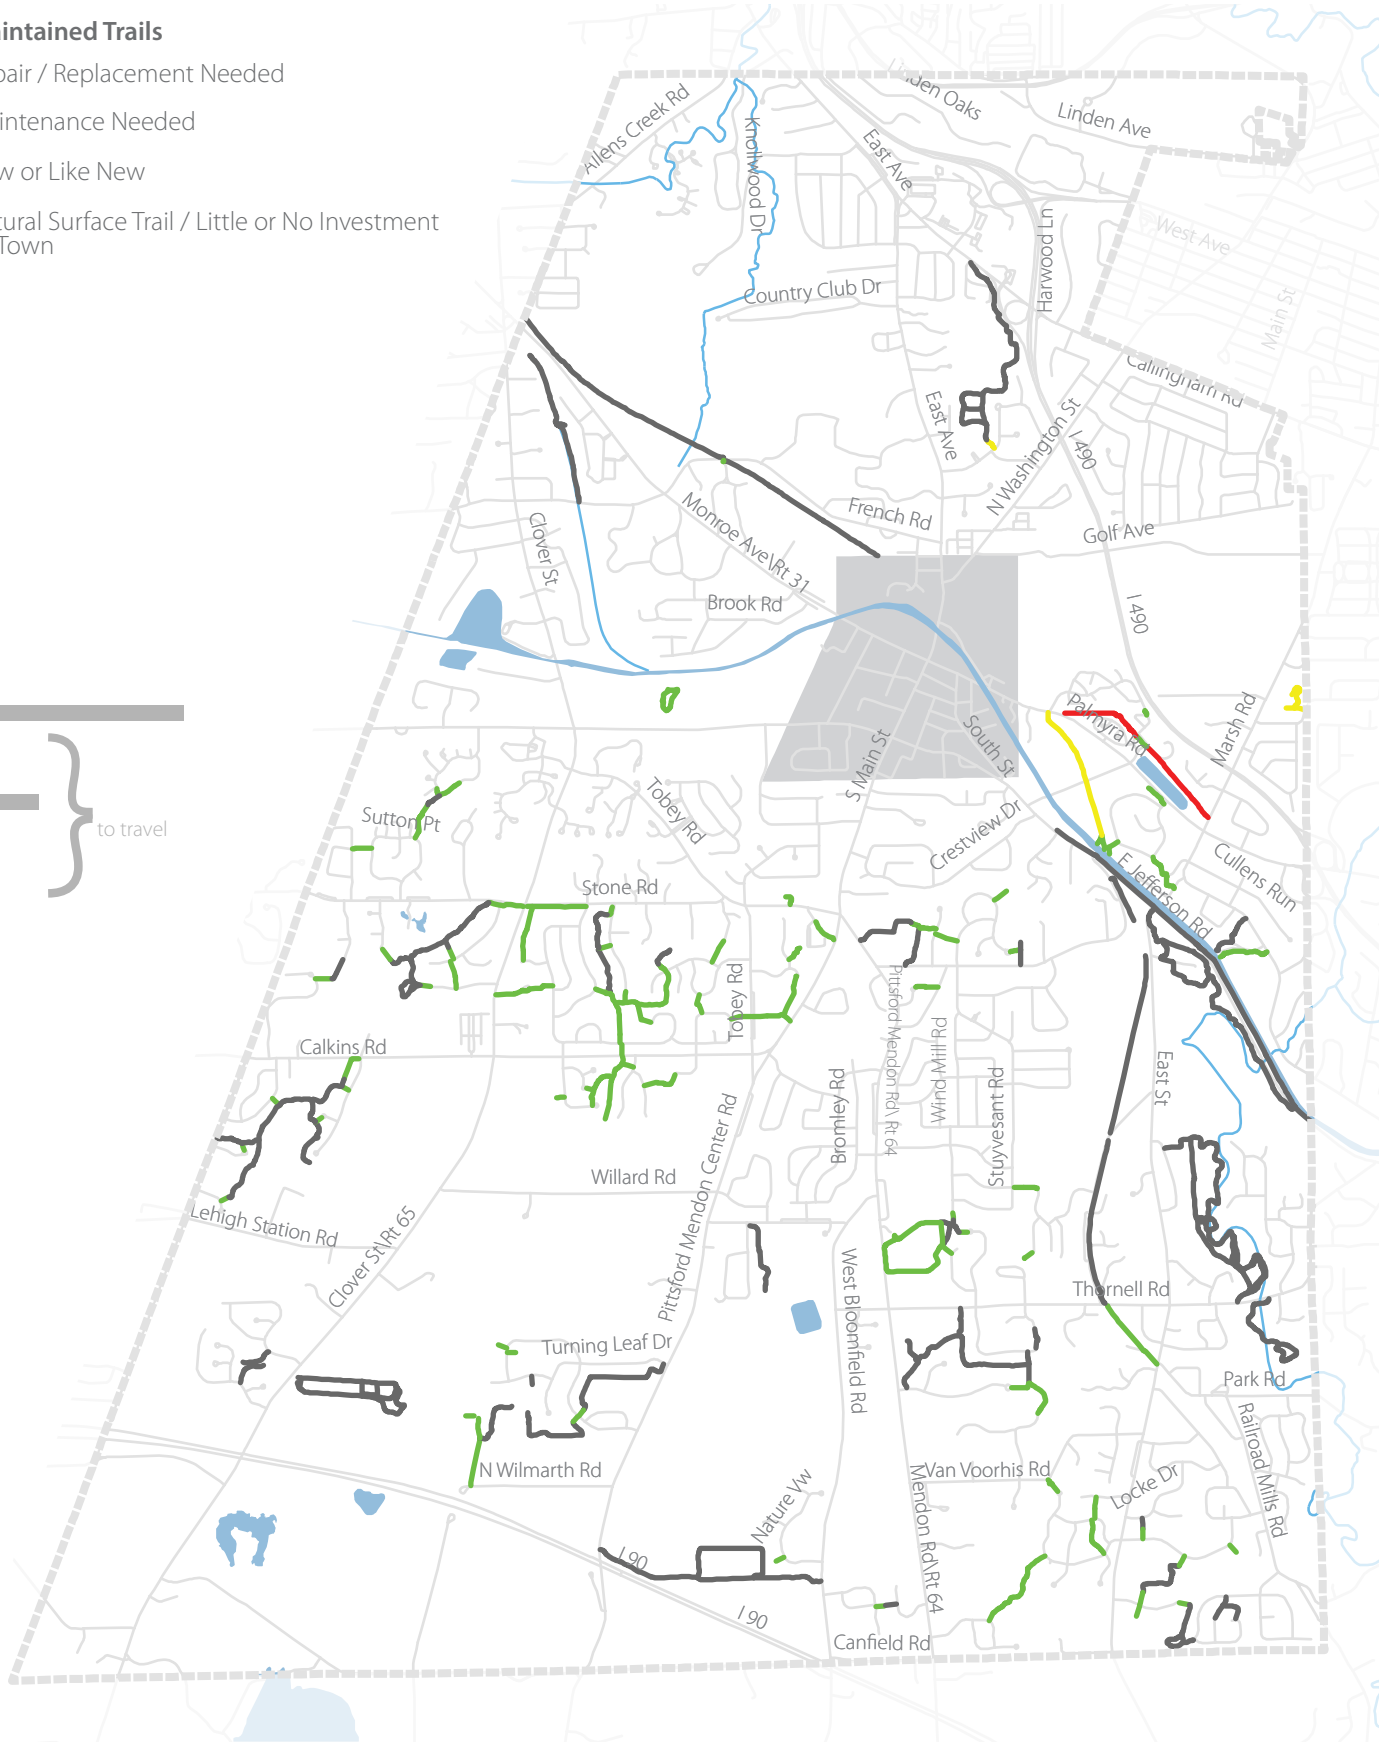 intained Trails
pair / Replacement Needed
intenance Needed
w or Like New
tural Surface Trail / Little or No Investment
Town
to travel
Allens Creek Rd
Knollwood Dr
Linden Oaks
Linden Ave
East Ave
West Ave
Harwood Ln
Main St
Country Club Dr
Callingham Rd
East Ave
N Washington St
I 490
French Rd
Golf Ave
Monroe Ave\Rt 31
Clover St
Brook Rd
I 490
Palmyra Rd
Marsh Rd
South St
S Main St
Tobey Rd
Sutton Pt
Crestview Dr
Cullens Run
E Jefferson Rd
Stone Rd
Tobey Rd
Pittsford Mendon Rd\ Rt 64
Wind Mill Rd
Calkins Rd
East St
Bromley Rd
Stuyvesant Rd
Pittsford Mendon Center Rd
Willard Rd
Lehigh Station Rd
Clover St\Rt 65
West Bloomfield Rd
Thornell Rd
Turning Leaf Dr
Park Rd
Railroad Mills Rd
N Wilmarth Rd
Van Voorhis Rd
Locke Dr
Nature Vw
Mendon Rd\Rt 64
I 90
I 90
Canfield Rd